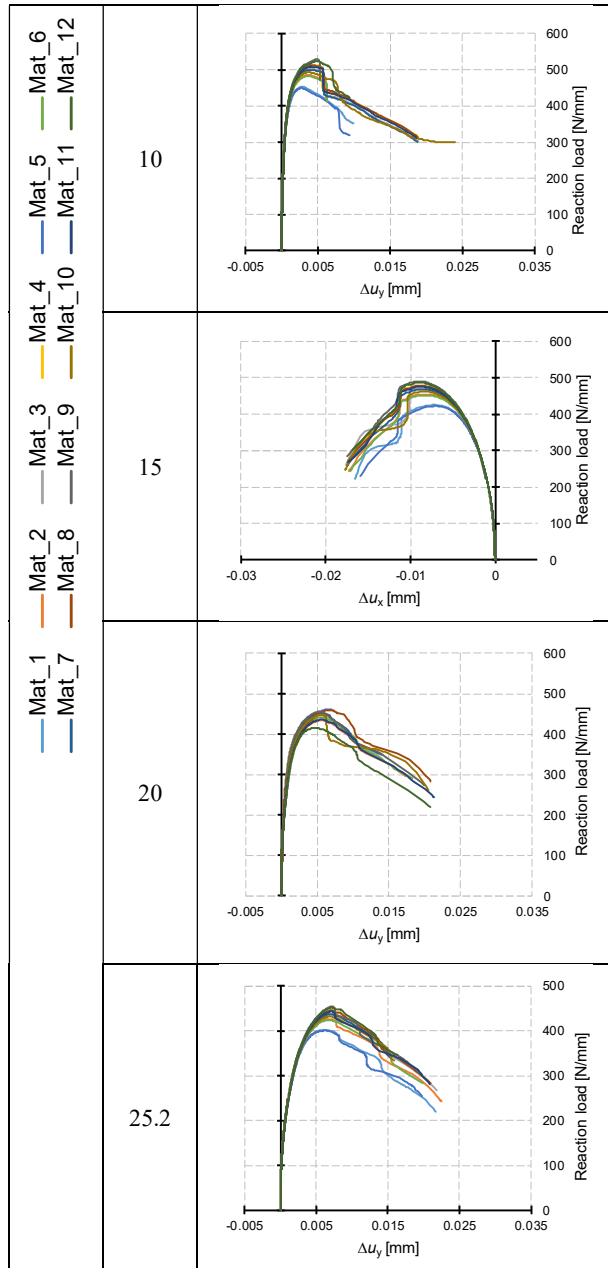 Mat_1 Mat_2 Mat_3 Mat_4 Mat_5 Mat_6
Mat_7 Mat_8 Mat_9 Mat_10 Mat_11 Mat_12
10
600
500
400
300
200
100
0
Reaction load [N/mm]
-0.005 0.005 0.015 0.025 0.035
Δuy [mm]
15
600
500
400
300
200
100
0
Reaction load [N/mm]
-0.03 -0.02 -0.01 0
Δux [mm]
20
600
500
400
300
200
100
0
Reaction load [N/mm]
-0.005 0.005 0.015 0.025 0.035
Δuy [mm]
25.2
500
400
300
200
100
0
Reaction load [N/mm]
-0.005 0.005 0.015 0.025 0.035
Δuy [mm]